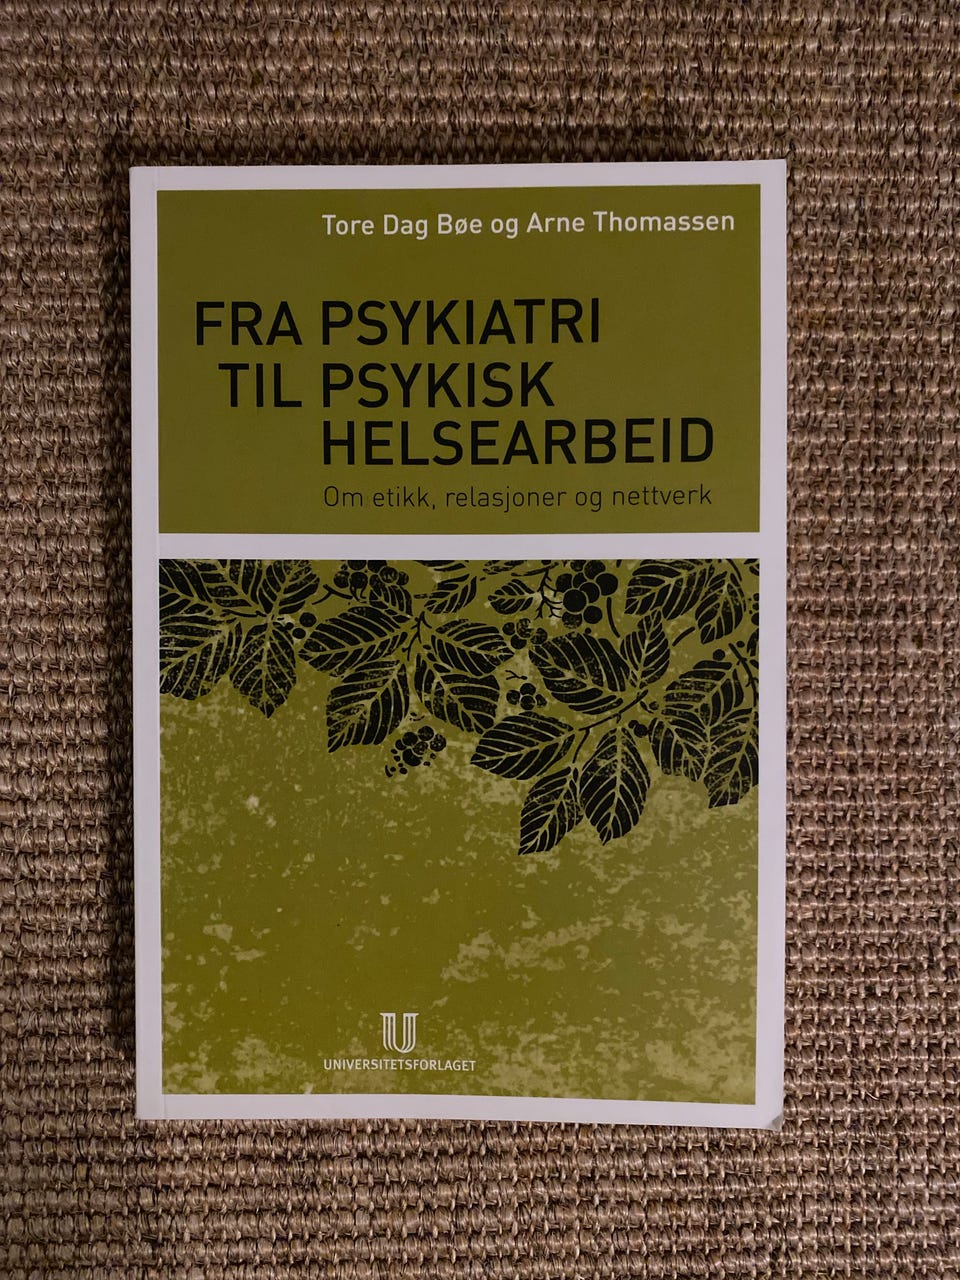 Tore Dag Bøe og Arne Thomassen
FRA PSYKIATRI
TIL PSYKISK
HELSEARBEID
Om etikk, relasjoner og nettverk
UNIVERSITETSFORLAGET